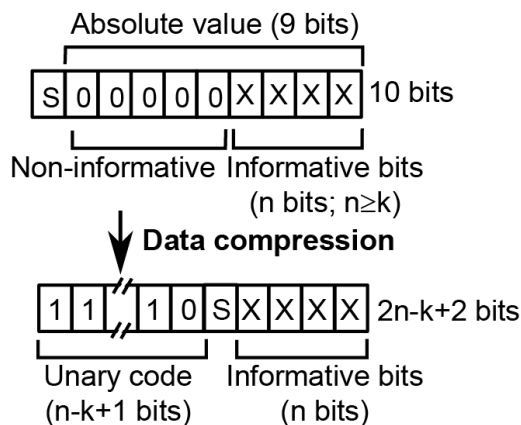 Absolute value (9 bits)
S 0 0 0 0 0 X X X X 10 bits
Non-informative Informative bits
(n bits; n≥k)
Data compression
1 1 1 0 S X X X X 2n-k+2 bits
Unary code Informative bits
(n-k+1 bits) (n bits)